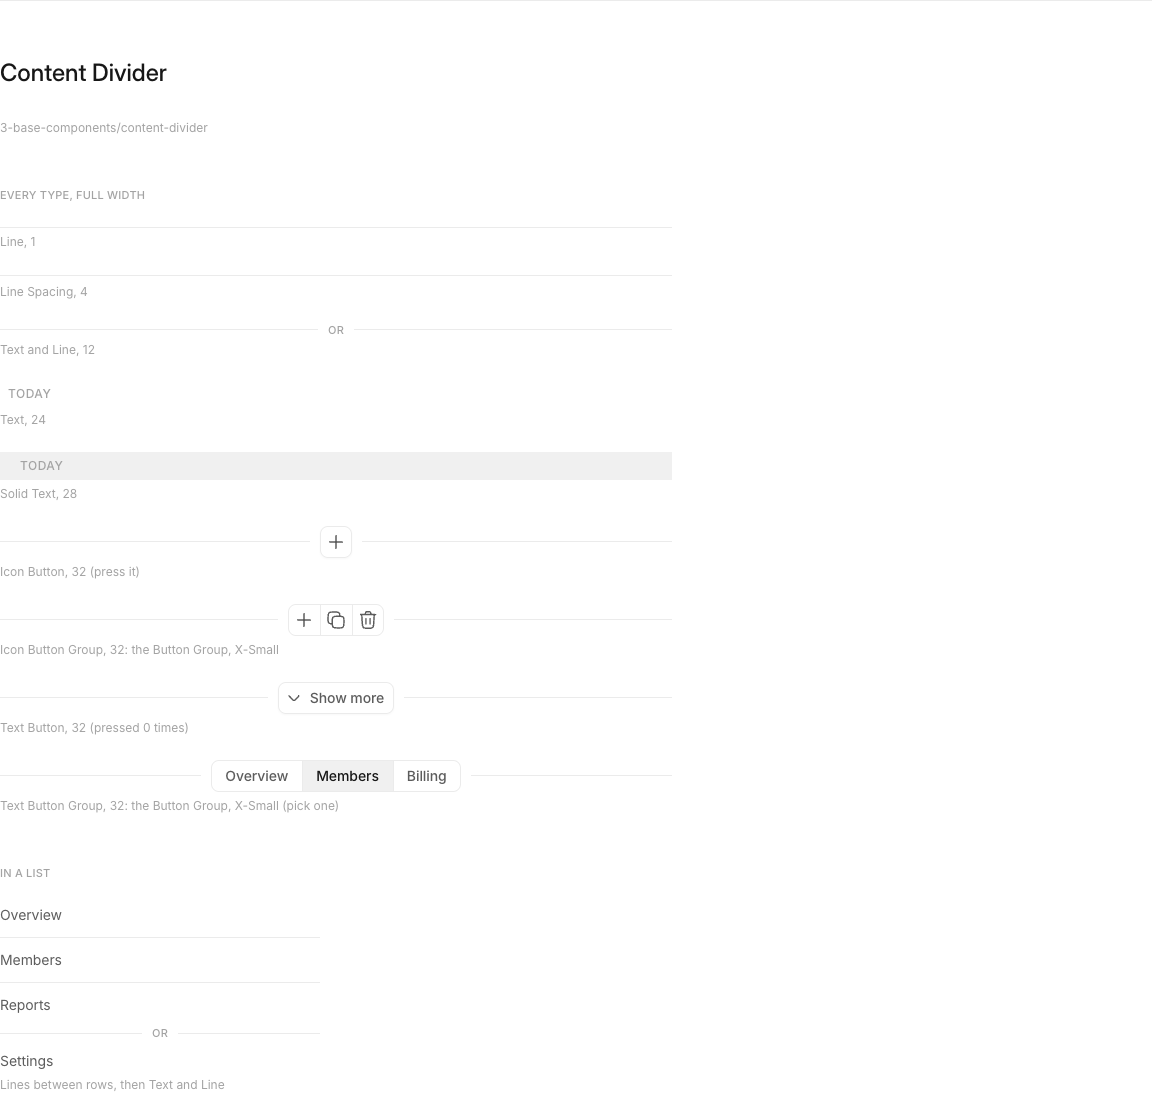 Content Divider
3-base-components/content-divider
EVERY TYPE, FULL WIDTH
Line, 1
Line Spacing, 4
OR
Text and Line, 12
TODAY
Text, 24
TODAY
Solid Text, 28
Icon Button, 32 (press it)
Icon Button Group, 32: the Button Group, X-Small
Show more
Text Button, 32 (pressed 0 times)
Overview Members Billing
Text Button Group, 32: the Button Group, X-Small (pick one)
IN A LIST
Overview
Members
Reports
OR
Settings
Lines between rows, then Text and Line